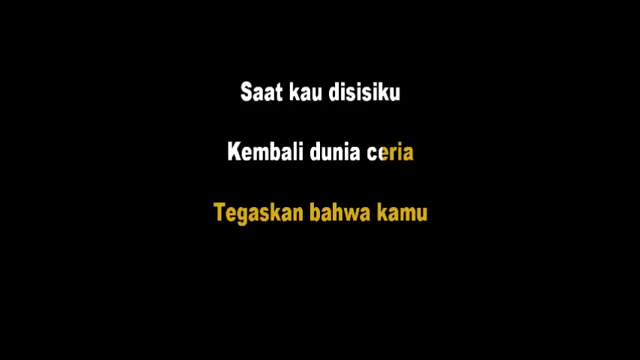 Saat kau disisiku
Kembali dunia ceria
Tegaskan bahwa kamu